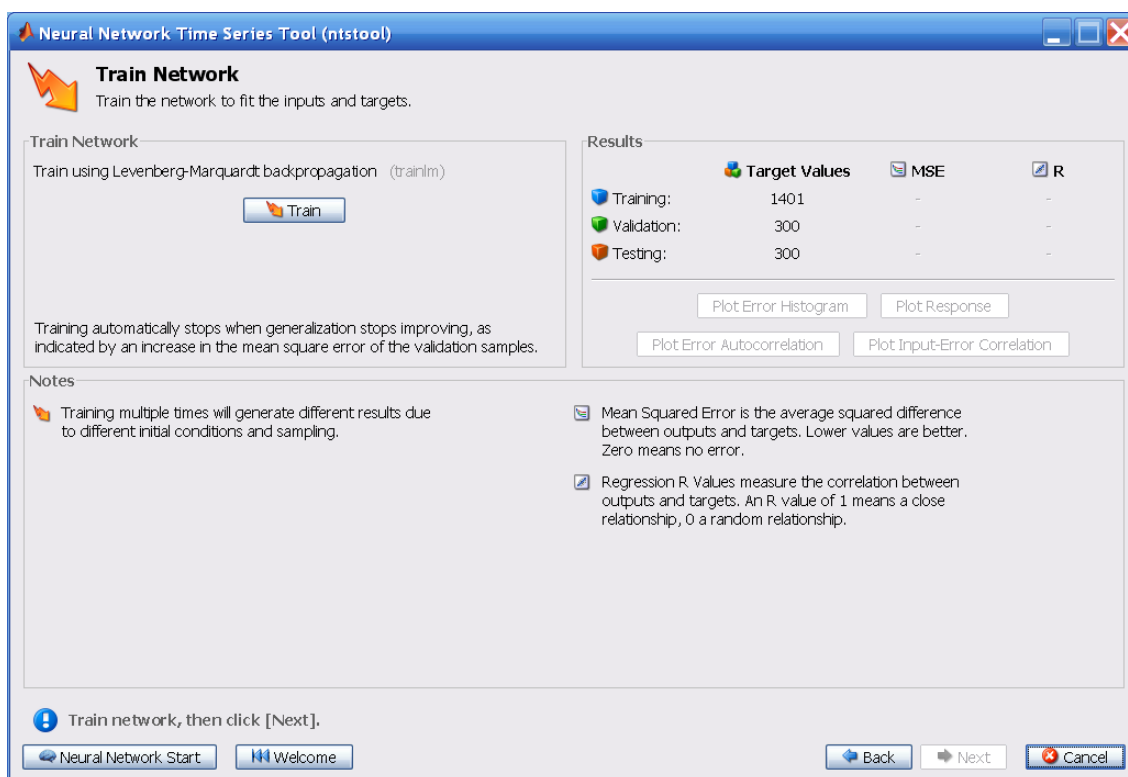 Neural Network Time Series Tool (ntstool)
Train Network
Train the network to fit the inputs and targets.
Train Network
Train using Levenberg-Marquardt backpropagation (trainlm)
Train
Training automatically stops when generalization stops improving, as
indicated by an increase in the mean square error of the validation samples.
Results
Target Values MSE R
Training: 1401 - -
Validation: 300 - -
Testing: 300 - -
Plot Error Histogram Plot Response
Plot Error Autocorrelation Plot Input-Error Correlation
Notes
Training multiple times will generate different results due
to different initial conditions and sampling.
Mean Squared Error is the average squared difference
between outputs and targets. Lower values are better.
Zero means no error.
Regression R Values measure the correlation between
outputs and targets. An R value of 1 means a close
relationship, 0 a random relationship.
Train network, then click [Next].
Neural Network Start Welcome Back Next Cancel